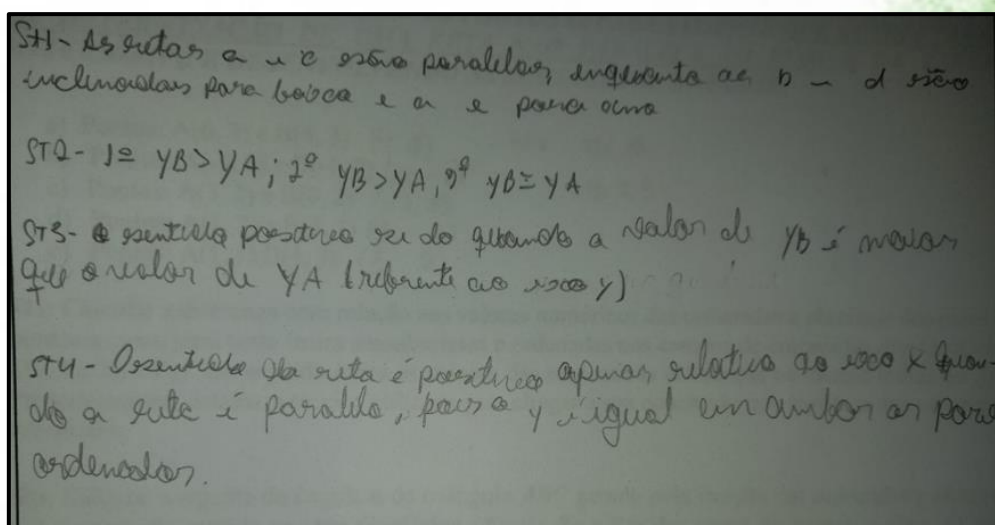 ST1- As retas a e c estão paralelas, enquanto as b – d são
inclinadas para baixo e a e para cima
ST2- 1º YB>YA; 2º YB>YA, 3º YB=YA
ST3- O sentido positivo se do quando a valor de YB é maior
que o valor de YA (referente ao eixo y)
ST4- O sentido da reta é positivo apenas relativo ao eixo x quan-
do a reta é paralela, pois o y é igual em ambos os pares
ordenados.